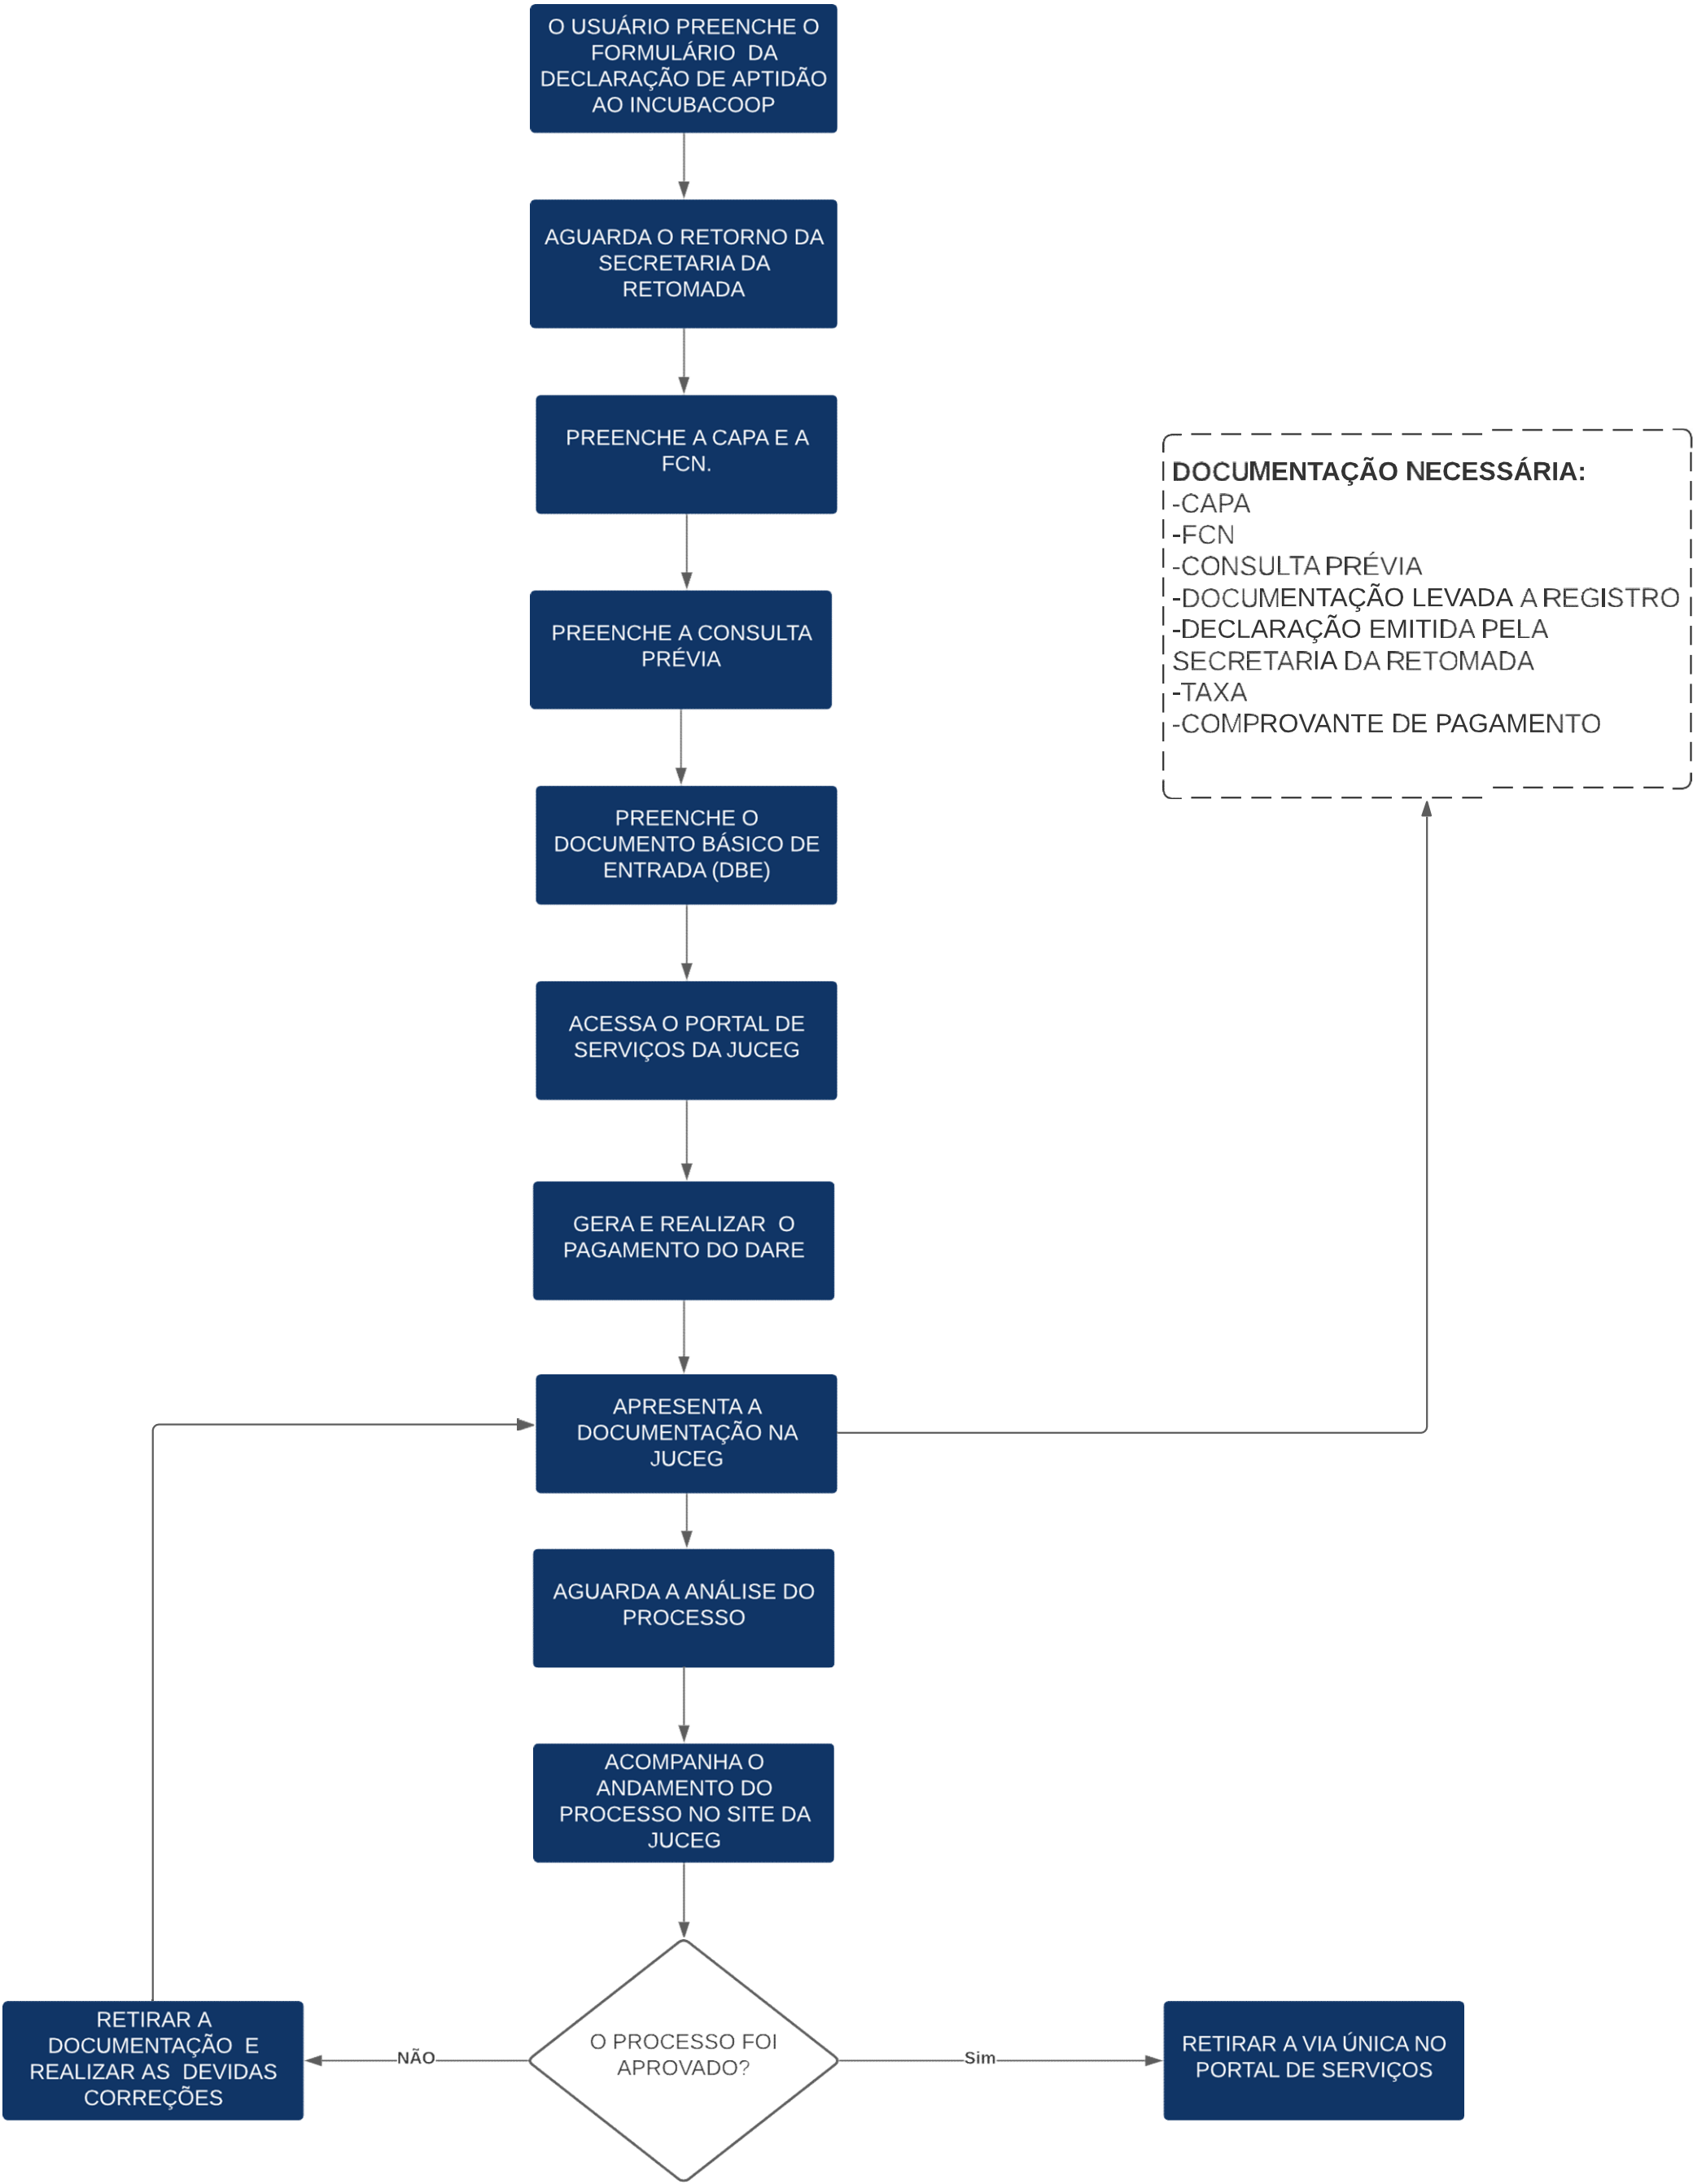 O USUÁRIO PREENCHE O
FORMULÁRIO DA
DECLARAÇÃO DE APTIDÃO
AO INCUBACOOP
AGUARDA O RETORNO DA
SECRETARIA DA
RETOMADA
PREENCHE A CAPA E A
FCN.
DOCUMENTAÇÃO NECESSÁRIA:
-CAPA
-FCN
-CONSULTA PRÉVIA
-DOCUMENTAÇÃO LEVADA A REGISTRO
-DECLARAÇÃO EMITIDA PELA
SECRETARIA DA RETOMADA
-TAXA
-COMPROVANTE DE PAGAMENTO
PREENCHE A CONSULTA
PRÉVIA
PREENCHE O
DOCUMENTO BÁSICO DE
ENTRADA (DBE)
ACESSA O PORTAL DE
SERVIÇOS DA JUCEG
GERA E REALIZAR O
PAGAMENTO DO DARE
APRESENTA A
DOCUMENTAÇÃO NA
JUCEG
AGUARDA A ANÁLISE DO
PROCESSO
ACOMPANHA O
ANDAMENTO DO
PROCESSO NO SITE DA
JUCEG
O PROCESSO FOI
APROVADO?
NÃO
RETIRAR A
DOCUMENTAÇÃO E
REALIZAR AS DEVIDAS
CORREÇÕES
Sim
RETIRAR A VIA ÚNICA NO
PORTAL DE SERVIÇOS